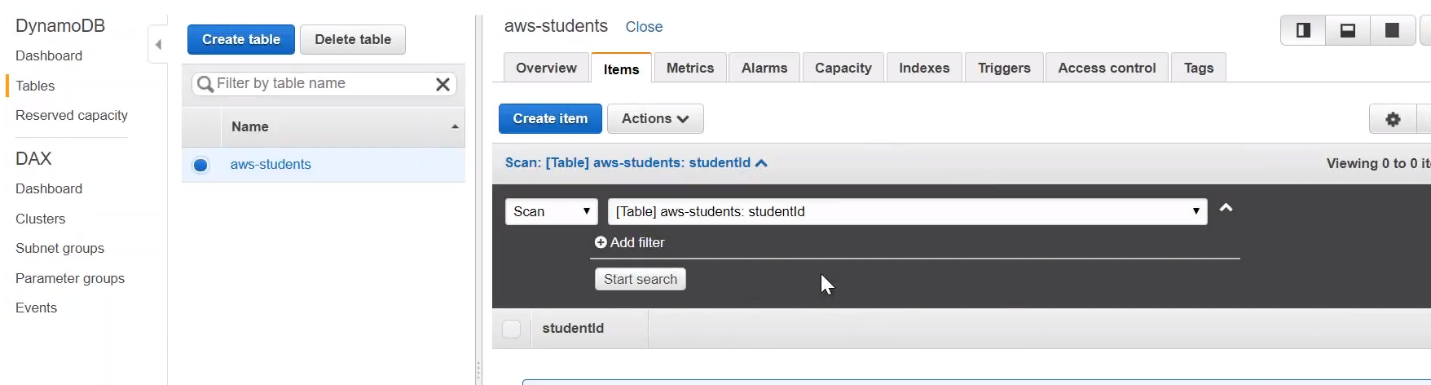 DynamoDB
Dashboard
Tables
Reserved capacity
DAX
Dashboard
Clusters
Subnet groups
Parameter groups
Events
Create table
Delete table
Filter by table name
Name
aws-students
aws-students Close
Overview Items Metrics Alarms Capacity Indexes Triggers Access control Tags
Create item Actions
Scan: [Table] aws-students: studentId
Viewing 0 to 0
Scan [Table] aws-students: studentId
Add filter
Start search
studentId